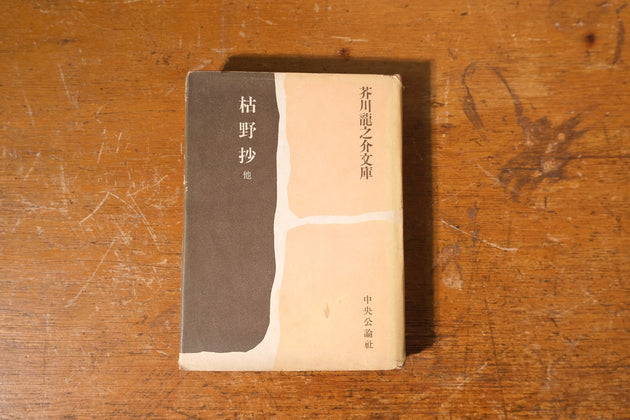 芥川龍之介文庫
枯野抄
他
中央公論社